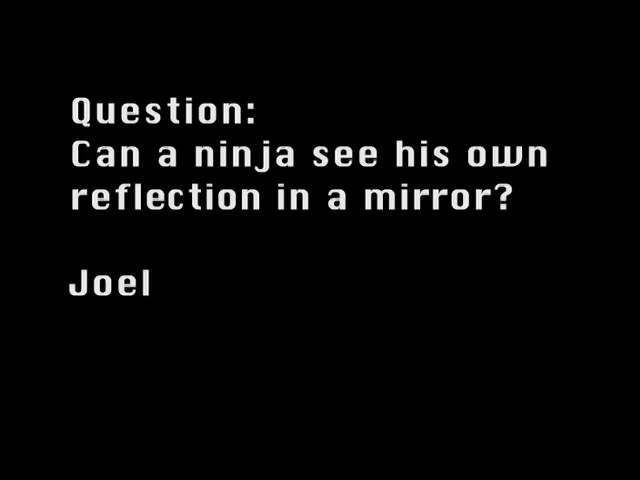 Question:
Can a ninja see his own
reflection in a mirror?
Joel